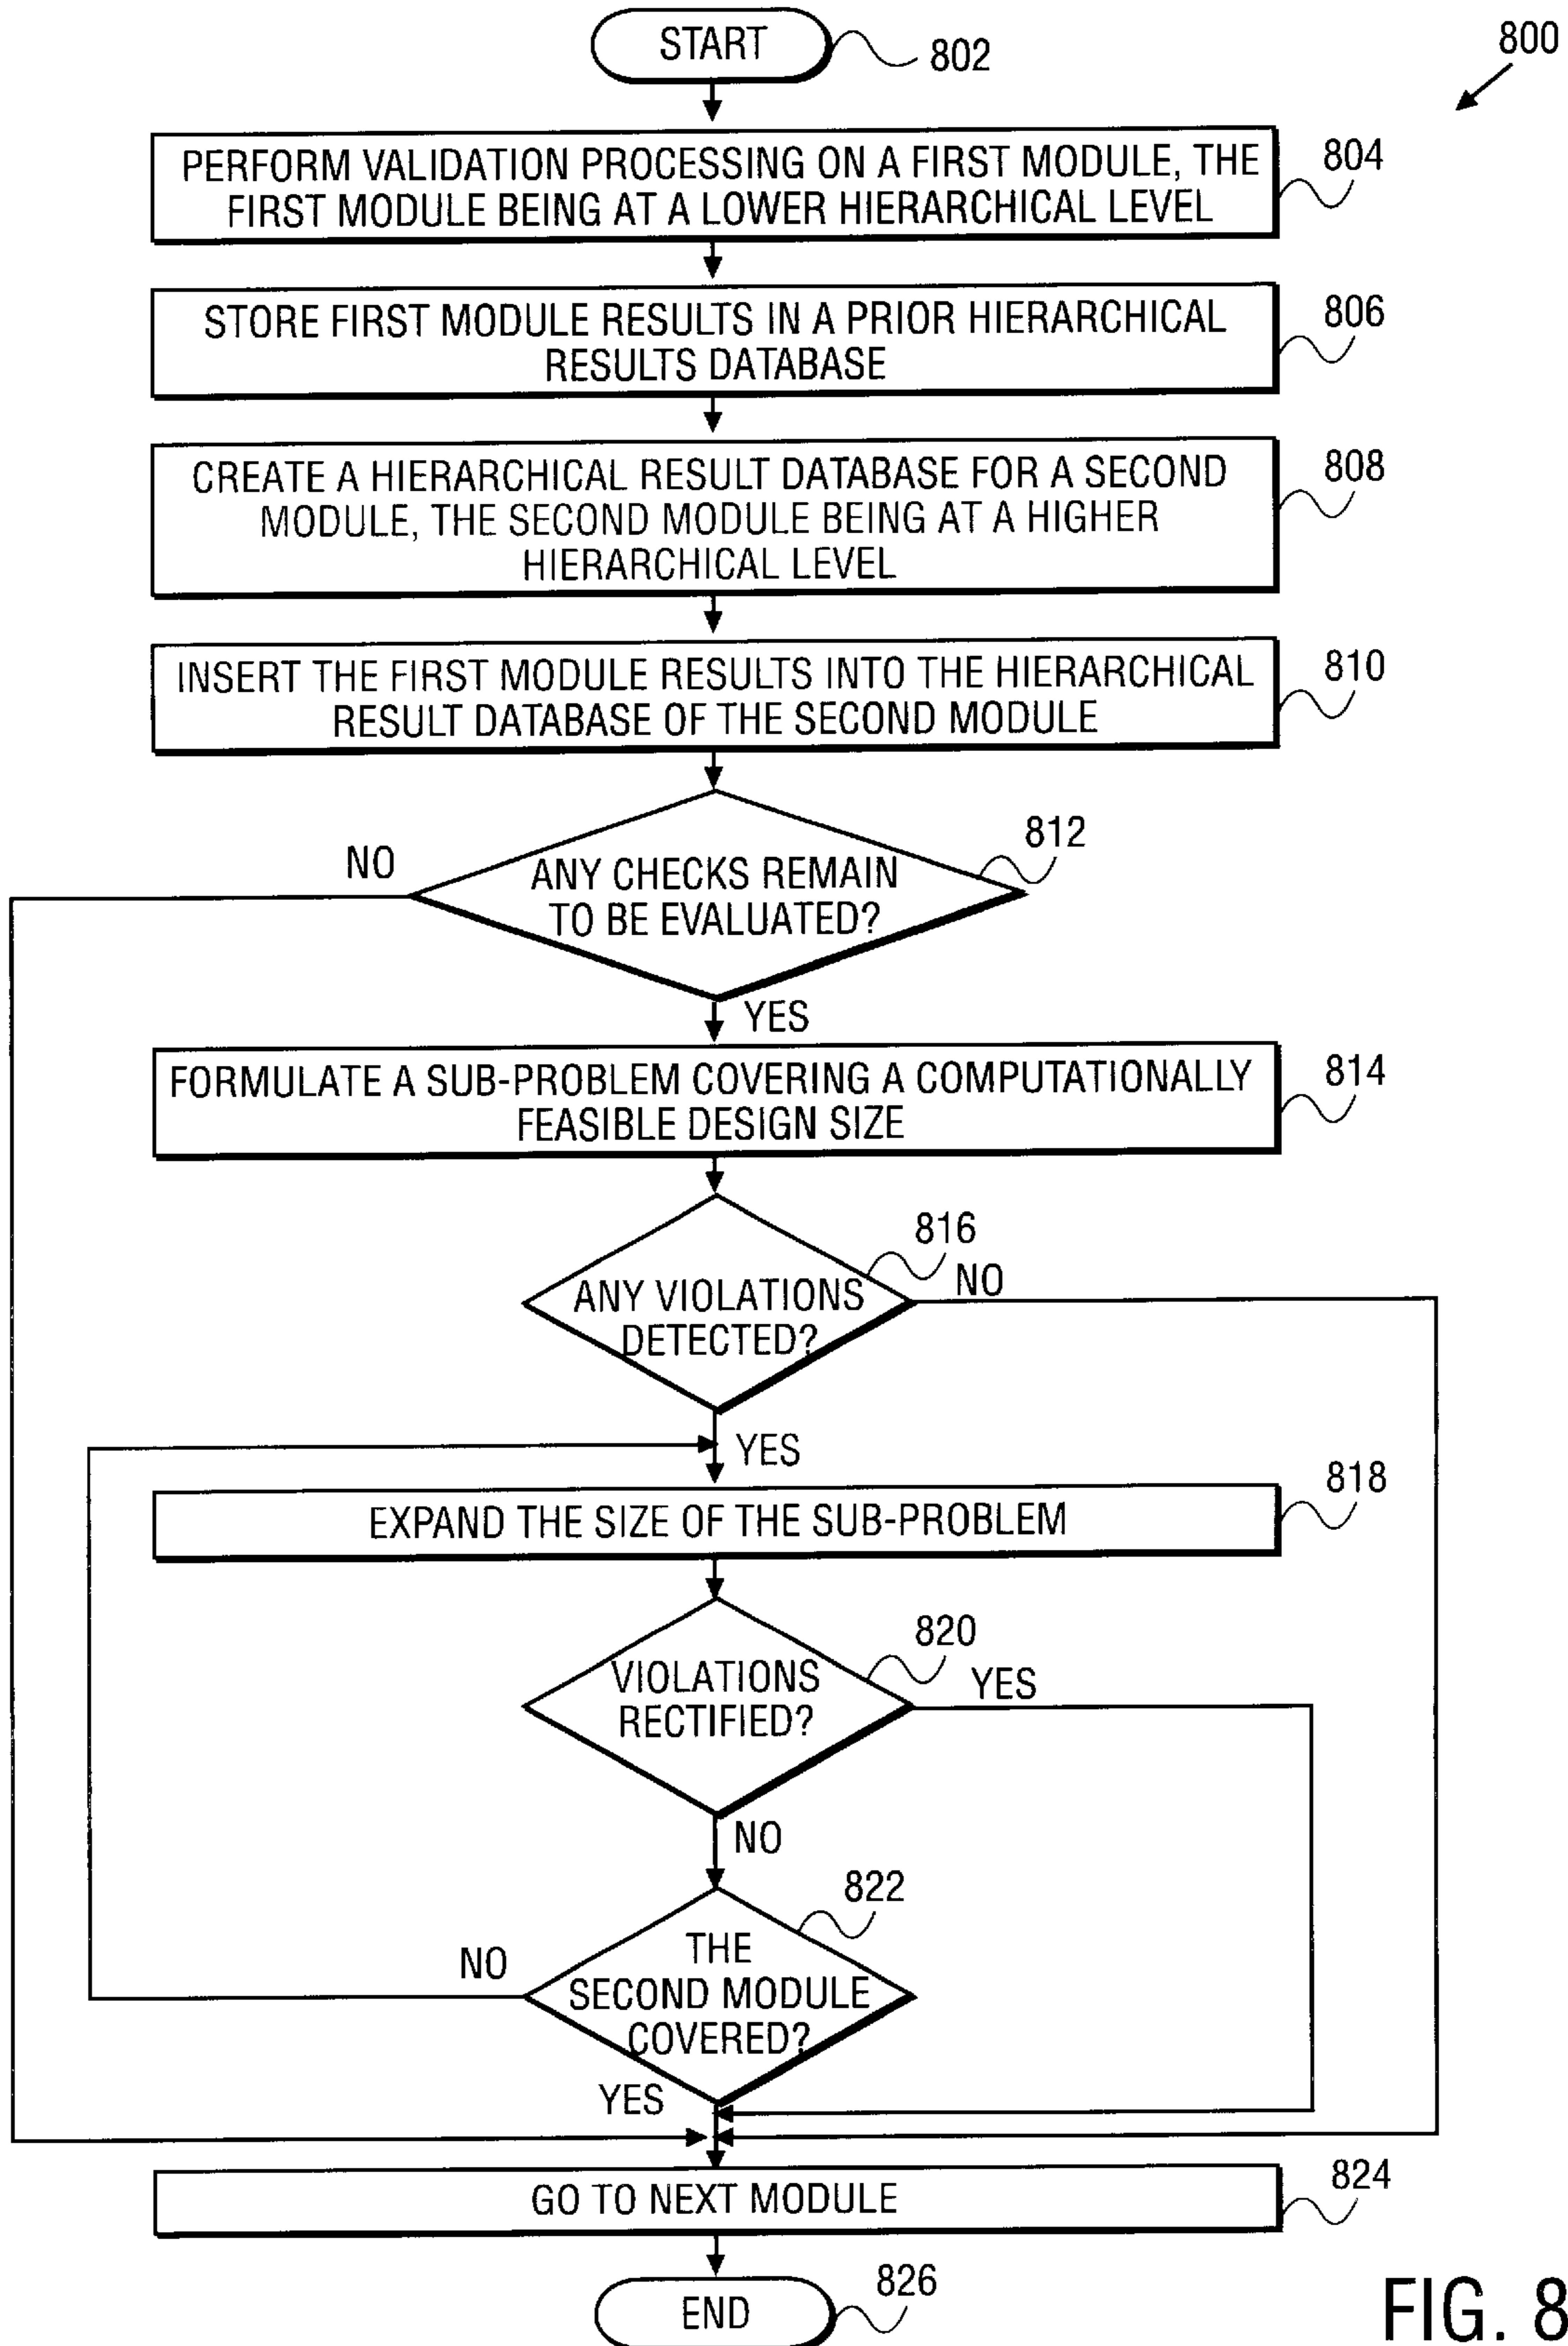 START
802
800
PERFORM VALIDATION PROCESSING ON A FIRST MODULE, THE
FIRST MODULE BEING AT A LOWER HIERARCHICAL LEVEL
804
STORE FIRST MODULE RESULTS IN A PRIOR HIERARCHICAL
RESULTS DATABASE
806
CREATE A HIERARCHICAL RESULT DATABASE FOR A SECOND
MODULE, THE SECOND MODULE BEING AT A HIGHER
HIERARCHICAL LEVEL
808
INSERT THE FIRST MODULE RESULTS INTO THE HIERARCHICAL
RESULT DATABASE OF THE SECOND MODULE
810
NO
ANY CHECKS REMAIN
TO BE EVALUATED?
812
YES
FORMULATE A SUB-PROBLEM COVERING A COMPUTATIONALLY
FEASIBLE DESIGN SIZE
814
816
ANY VIOLATIONS
DETECTED?
NO
YES
EXPAND THE SIZE OF THE SUB-PROBLEM
818
820
VIOLATIONS
RECTIFIED?
YES
NO
822
THE
SECOND MODULE
COVERED?
NO
YES
GO TO NEXT MODULE
824
END
826
FIG. 8